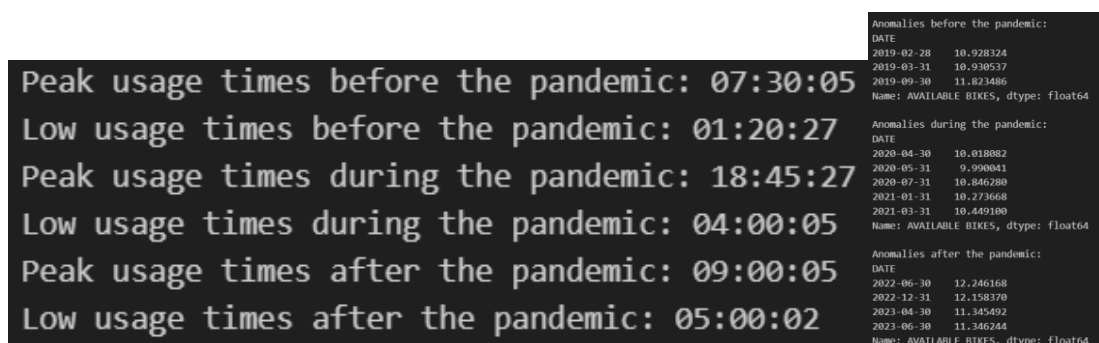 Peak usage times before the pandemic: 07:30:05
Low usage times before the pandemic: 01:20:27
Peak usage times during the pandemic: 18:45:27
Low usage times during the pandemic: 04:00:05
Peak usage times after the pandemic: 09:00:05
Low usage times after the pandemic: 05:00:02
Anomalies before the pandemic:
DATE
2019-02-28 10.928324
2019-03-31 10.930537
2019-09-30 11.823486
Name: AVAILABLE BIKES, dtype: float64
Anomalies during the pandemic:
DATE
2020-04-30 10.018082
2020-05-31 9.990041
2020-07-31 10.846280
2021-01-31 10.273668
2021-03-31 10.449100
Name: AVAILABLE BIKES, dtype: float64
Anomalies after the pandemic:
DATE
2022-06-30 12.246168
2022-12-31 12.158370
2023-04-30 11.345492
2023-06-30 11.346244
Name: AVAILABLE BIKES, dtype: float64